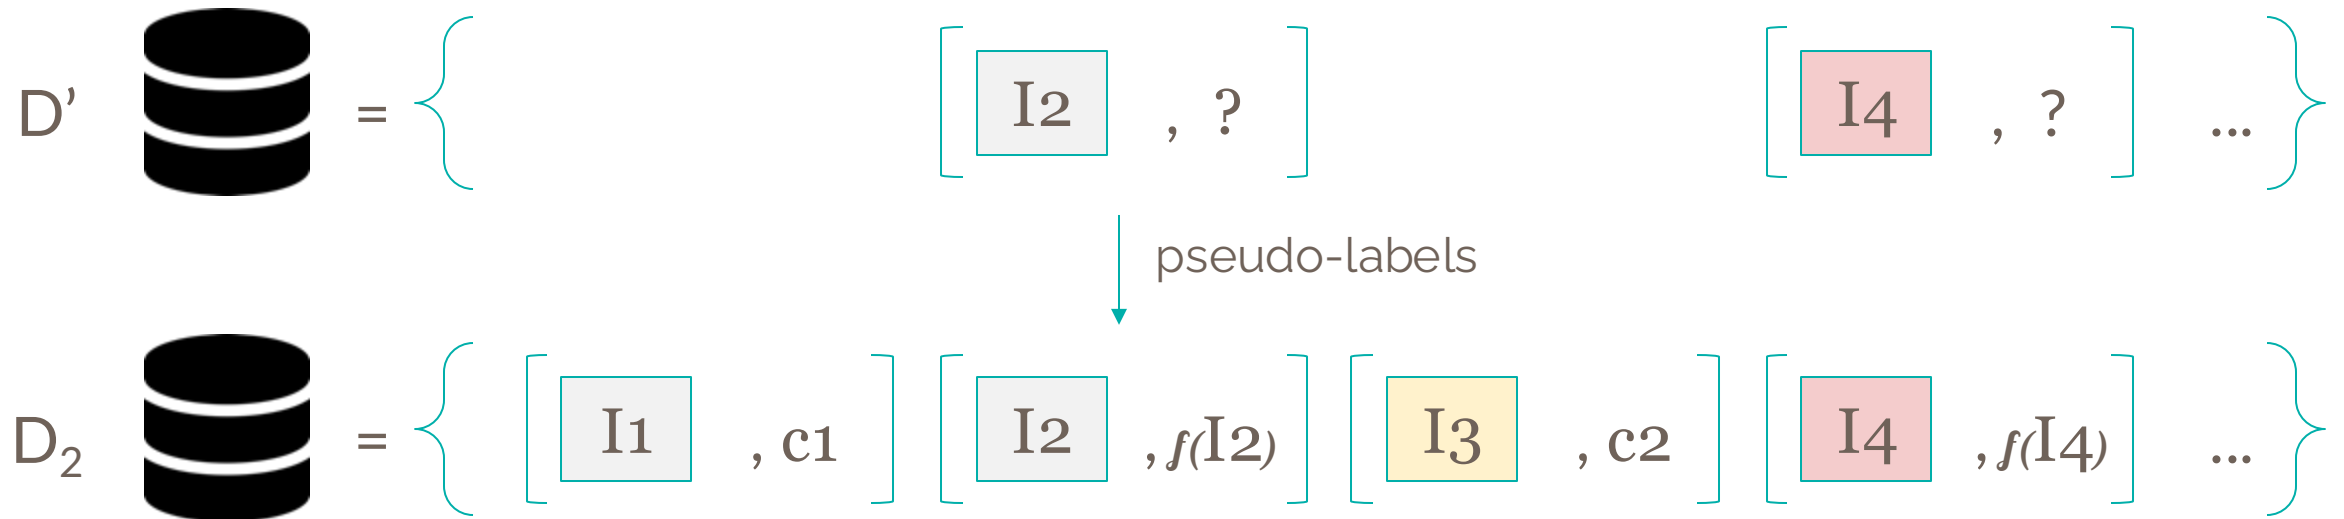 D’ = { [ I2 , ? ] [ I4 , ? ] ... }
pseudo-labels
D₂ = { [ I1 , c1 ] [ I2 , f(I2) ] [ I3 , c2 ] [ I4 , f(I4) ] ... }